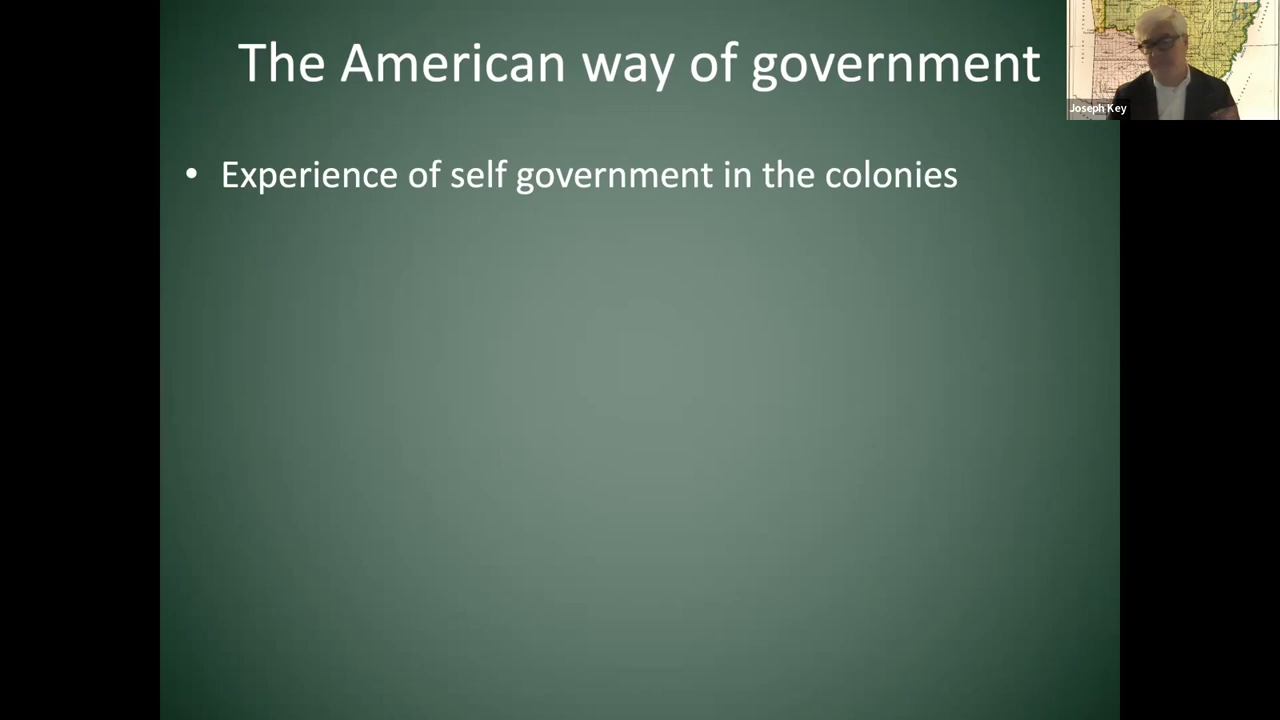 The American way of government
Joseph Key
• Experience of self government in the colonies